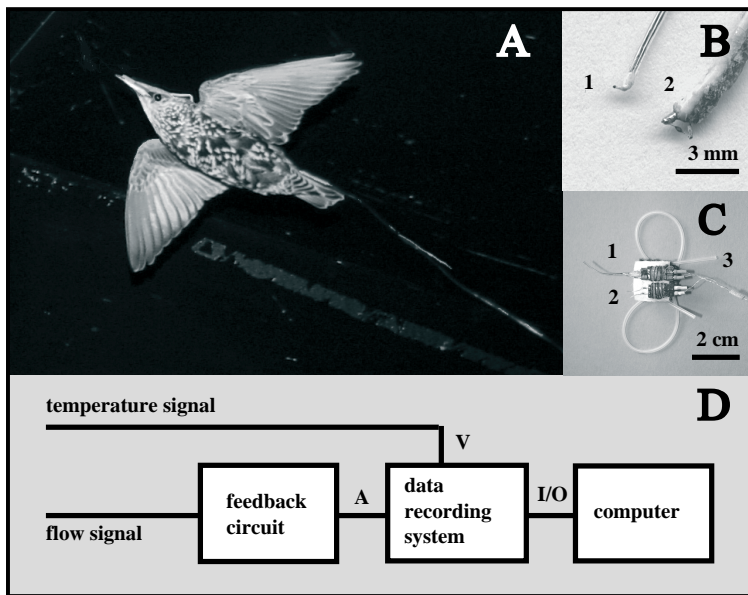 A
B
1
2
3 mm
C
1
3
2
2 cm
D
temperature signal
V
feedback
circuit
A
data
recording
system
I/O
computer
flow signal